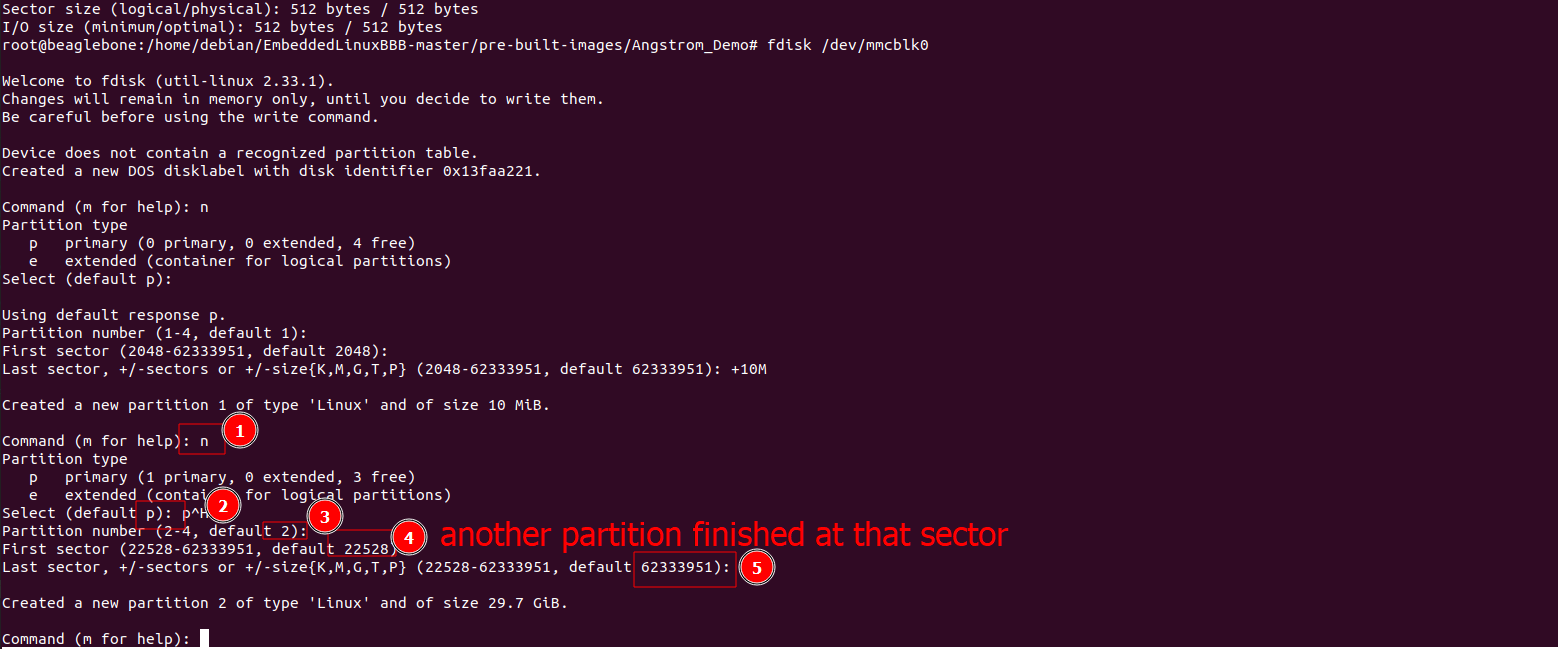 Sector size (logical/physical): 512 bytes / 512 bytes
I/O size (minimum/optimal): 512 bytes / 512 bytes
root@beaglebone:/home/debian/EmbeddedLinuxBBB-master/pre-built-images/Angstrom_Demo# fdisk /dev/mmcblk0
Welcome to fdisk (util-linux 2.33.1).
Changes will remain in memory only, until you decide to write them.
Be careful before using the write command.
Device does not contain a recognized partition table.
Created a new DOS disklabel with disk identifier 0x13faa221.
Command (m for help): n
Partition type
p   primary (0 primary, 0 extended, 4 free)
e   extended (container for logical partitions)
Select (default p):
Using default response p.
Partition number (1-4, default 1):
First sector (2048-62333951, default 2048):
Last sector, +/-sectors or +/-size{K,M,G,T,P} (2048-62333951, default 62333951): +10M
Created a new partition 1 of type 'Linux' and of size 10 MiB.
Command (m for help): n 1
Partition type
p   primary (1 primary, 0 extended, 3 free)
e   extended (container for logical partitions)
Select (default p): p^H 2
Partition number (2-4, default 2): 3
First sector (22528-62333951, default 22528) 4 another partition finished at that sector
Last sector, +/-sectors or +/-size{K,M,G,T,P} (22528-62333951, default 62333951): 5
Created a new partition 2 of type 'Linux' and of size 29.7 GiB.
Command (m for help):